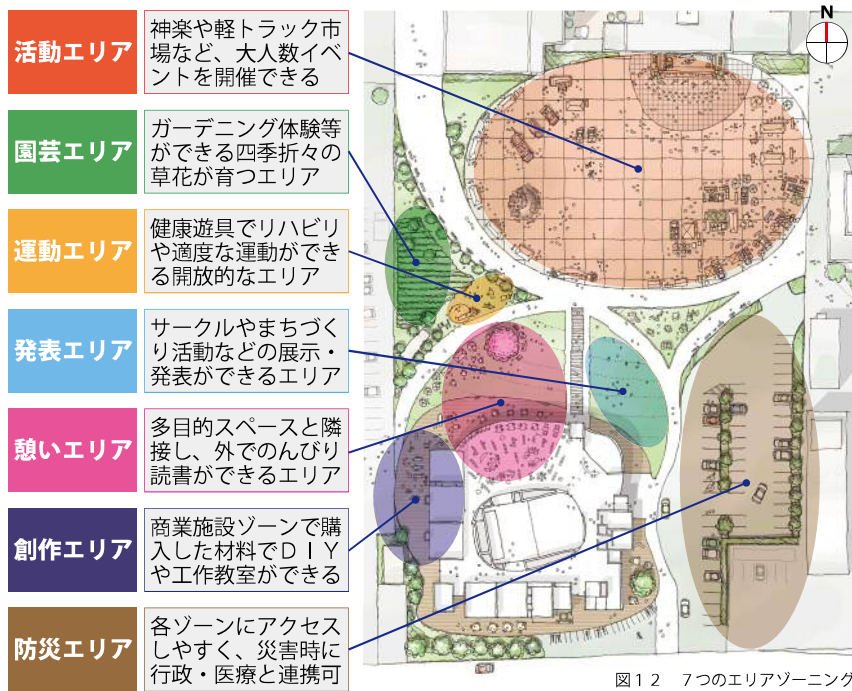 活動エリア
神楽や軽トラック市
場など、大人数イベ
ントを開催できる
園芸エリア
ガーデニング体験等
ができる四季折々の
草花が育つエリア
運動エリア
健康遊具でリハビリ
や適度な運動ができ
る開放的なエリア
発表エリア
サークルやまちづく
り活動などの展示・
発表ができるエリア
憩いエリア
多目的スペースと隣
接し、外でのんびり
読書ができるエリア
創作エリア
商業施設ゾーンで購
入した材料でＤＩＹ
や工作教室ができる
防災エリア
各ゾーンにアクセス
しやすく、災害時に
行政・医療と連携可
N
図１２　７つのエリアゾーニング